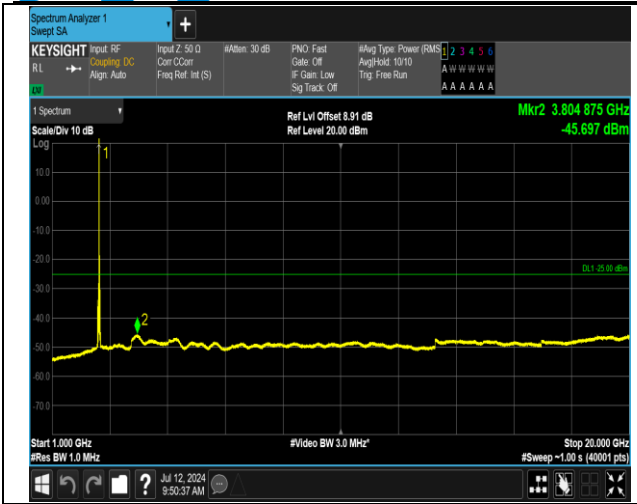 Spectrum Analyzer 1
Swept SA
+
KEYSIGHT
RL
Input: RF
Coupling: DC
Align: Auto
Input Z: 50 Ω
Corr CCorr
Freq Ref: Int (S)
#Atten: 30 dB
PNO: Fast
Gate: Off
IF Gain: Low
Sig Track: Off
#Avg Type: Power (RMS
Avg|Hold: 10/10
Trig: Free Run
1 2 3 4 5 6
A W W W W W
A A A A A A
1 Spectrum
Scale/Div 10 dB
Ref Lvl Offset 8.91 dB
Ref Level 20.00 dBm
Mkr2 3.804 875 GHz
-45.697 dBm
Log
1
10.0
0.00
-10.0
-20.0
DL1 -25.00 dBm
-30.0
-40.0
2
-50.0
-60.0
-70.0
Start 1.000 GHz
#Res BW 1.0 MHz
#Video BW 3.0 MHz*
Stop 20.000 GHz
#Sweep ~1.00 s (40001 pts)
?
Jul 12, 2024
9:50:37 AM